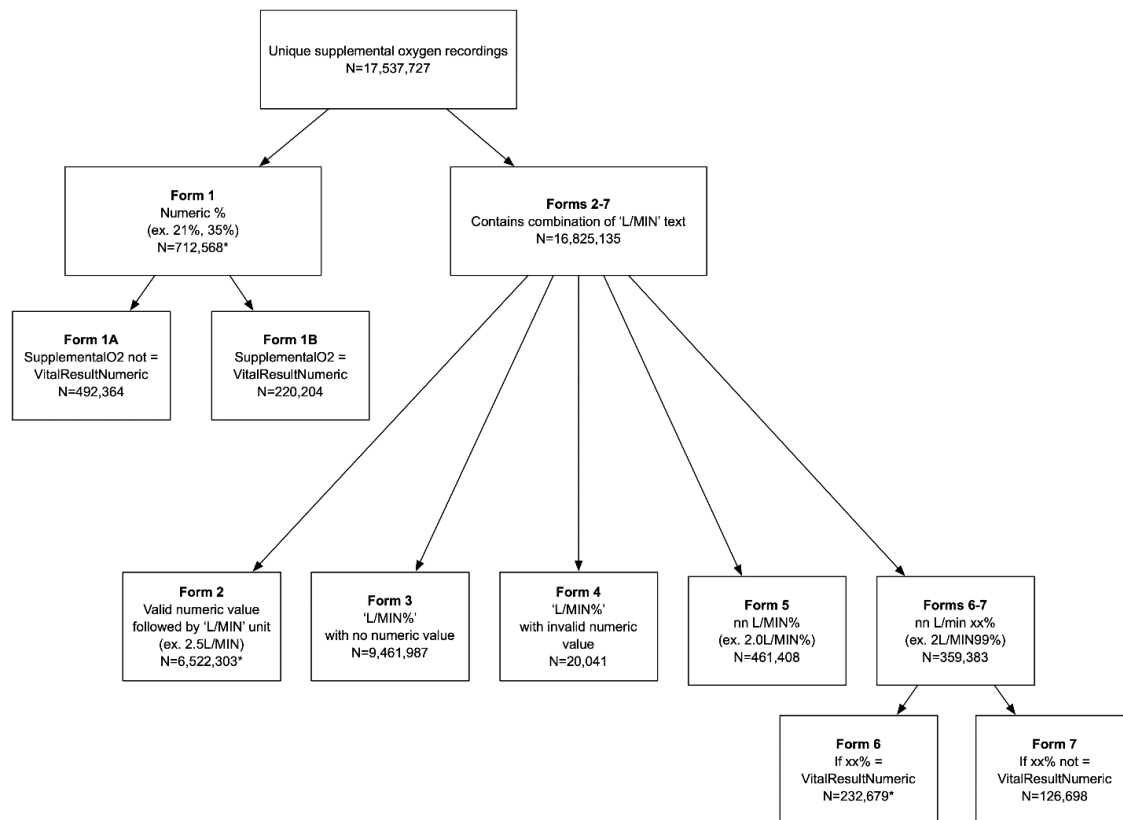 Unique supplemental oxygen recordings
N=17,537,727
Form 1
Numeric %
(ex. 21%, 35%)
N=712,568*
Forms 2-7
Contains combination of ‘L/MIN’ text
N=16,825,135
Form 1A
SupplementalO2 not =
VitalResultNumeric
N=492,364
Form 1B
SupplementalO2 =
VitalResultNumeric
N=220,204
Form 2
Valid numeric value
followed by ‘L/MIN’ unit
(ex. 2.5L/MIN)
N=6,522,303*
Form 3
‘L/MIN%’
with no numeric value
N=9,461,987
Form 4
‘L/MIN%’
with invalid numeric
value
N=20,041
Form 5
nn L/MIN%
(ex. 2.0L/MIN%)
N=461,408
Forms 6-7
nn L/min xx%
(ex. 2L/MIN99%)
N=359,383
Form 6
If xx% =
VitalResultNumeric
N=232,679*
Form 7
If xx% not =
VitalResultNumeric
N=126,698